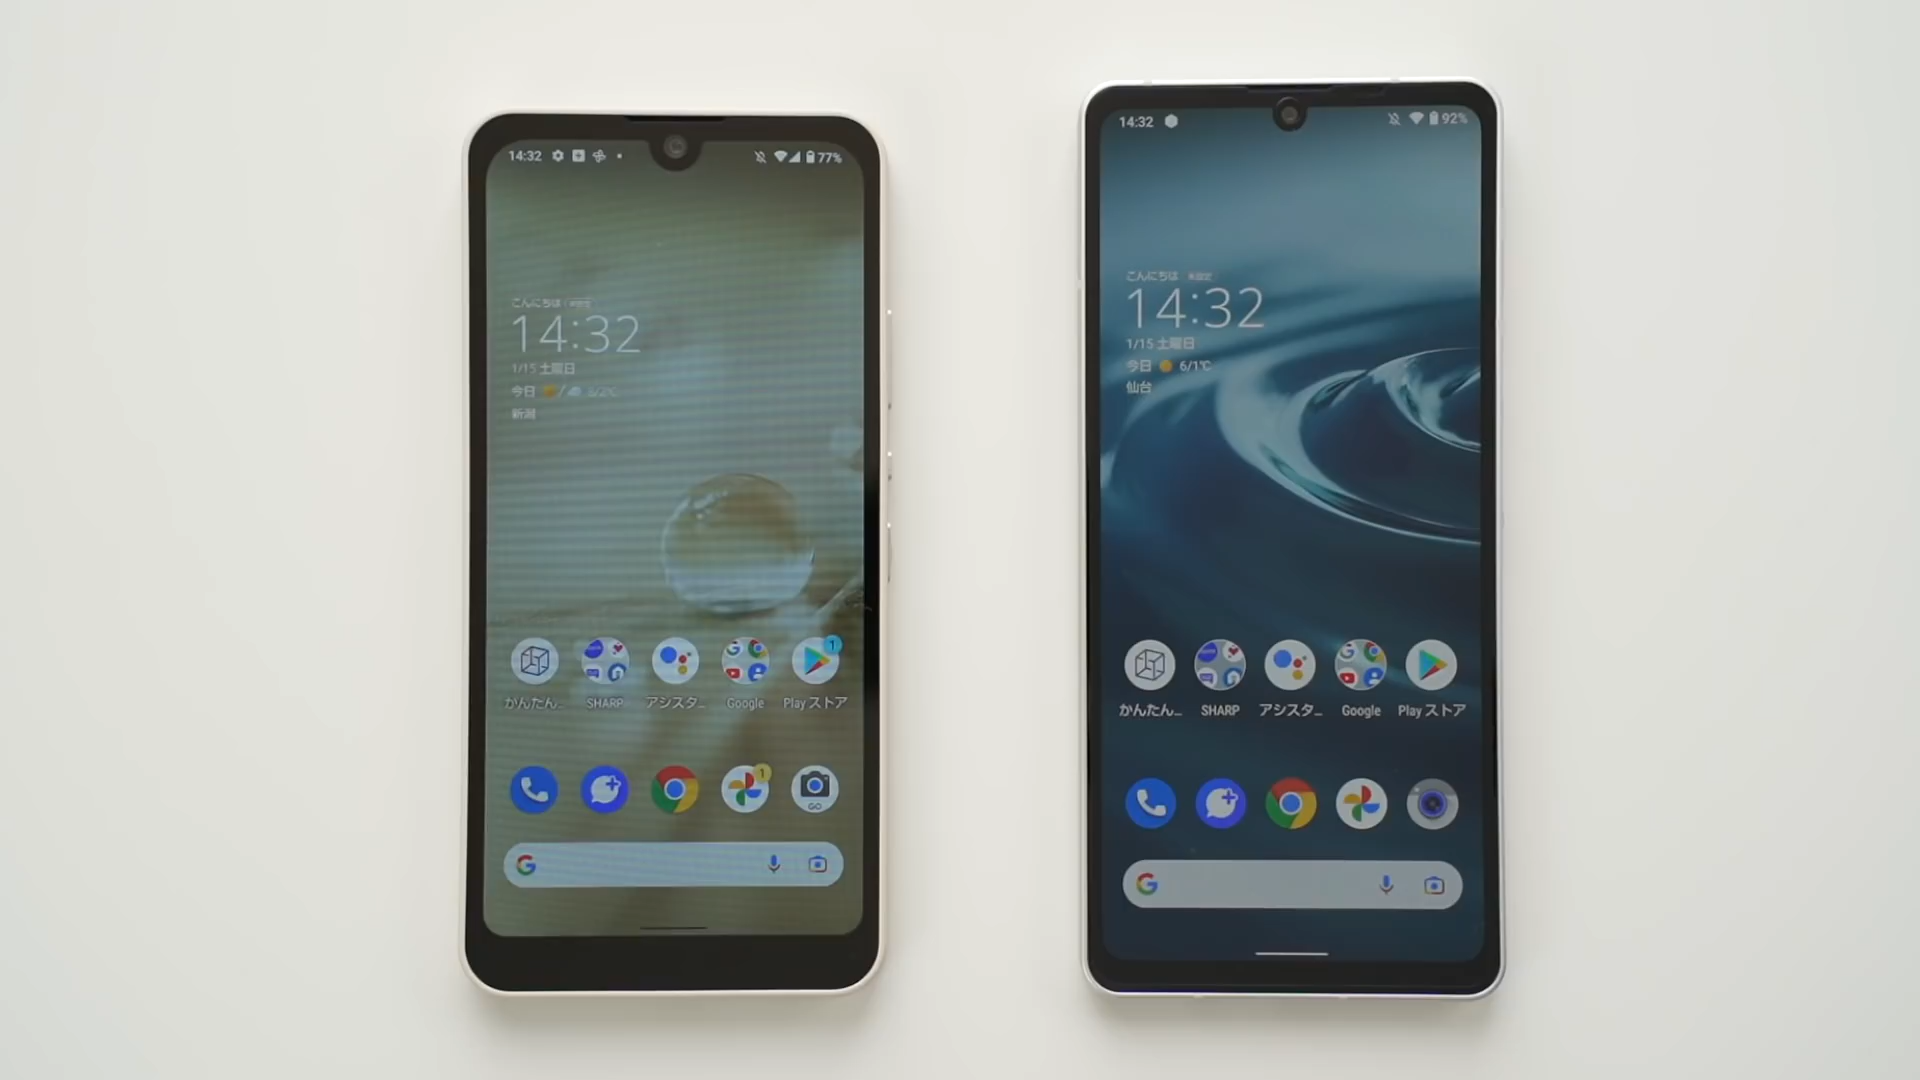 14:32
77%
こんにちは
14:32
1/15 土曜日
今日
新潟
かんたん…
SHARP
アシスタ…
Google
Play ストア
1
1
GO
14:32
92%
こんにちは
14:32
1/15 土曜日
今日 6/1℃
仙台
かんたん…
SHARP
アシスタ…
Google
Play ストア